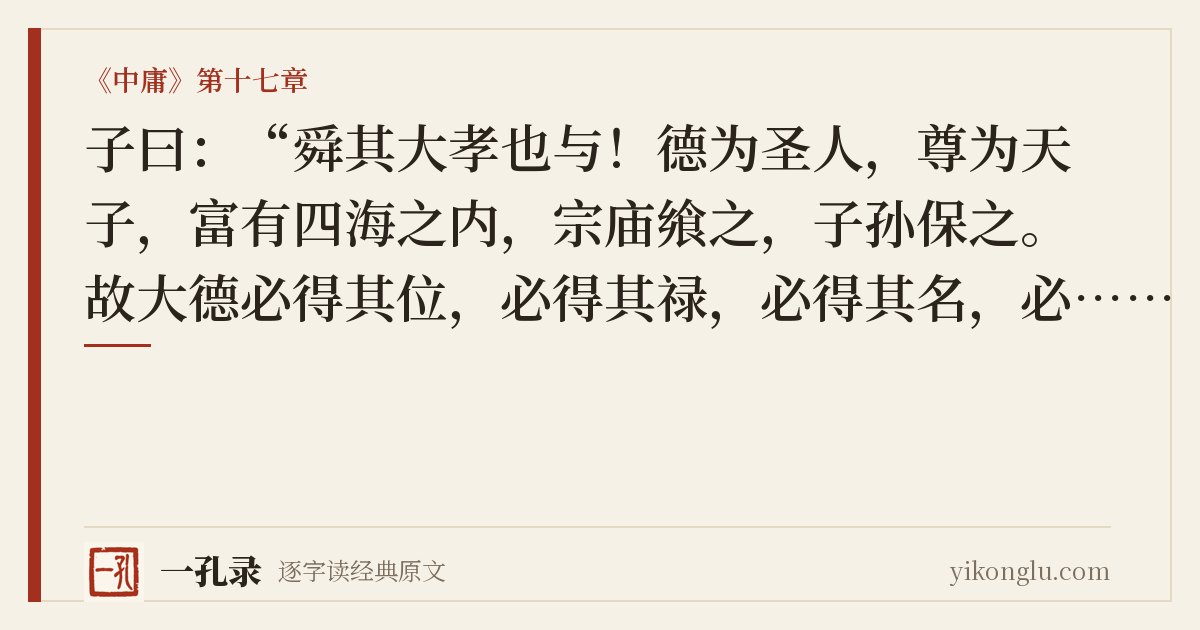 《中庸》第十七章
子曰：“舜其大孝也与！德为圣人，尊为天
子，富有四海之内，宗庙飨之，子孙保之。
故大德必得其位，必得其禄，必得其名，必……
一孔
一孔录 逐字读经典原文 yikonglu.com